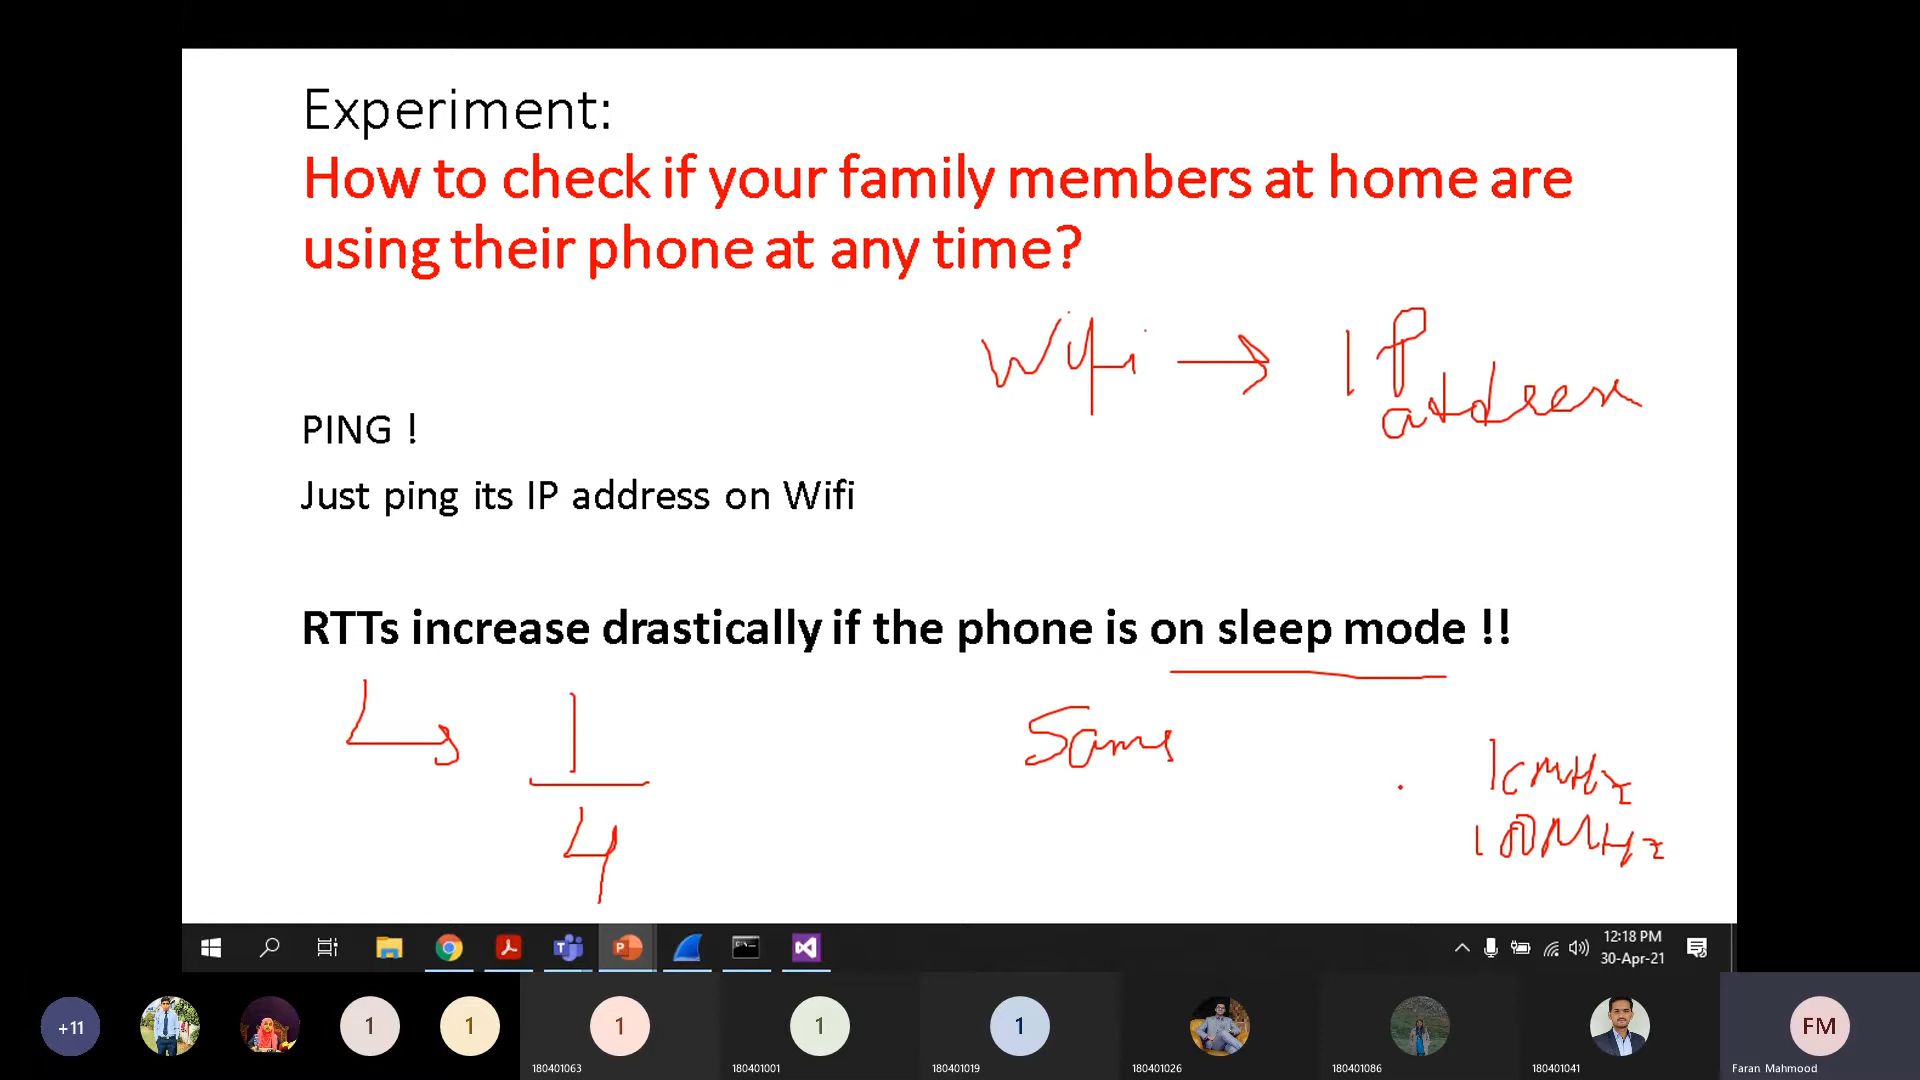 Experiment:
How to check if your family members at home are
using their phone at any time?
Wifi → IP
address
PING !
Just ping its IP address on Wifi
RTTs increase drastically if the phone is on sleep mode !!
1
4
Same
MHz
MHz
12:18 PM
30-Apr-21
+11
1
1
1
1
1
FM
180401063
180401001
180401019
180401026
180401086
180401041
Faran Mahmood